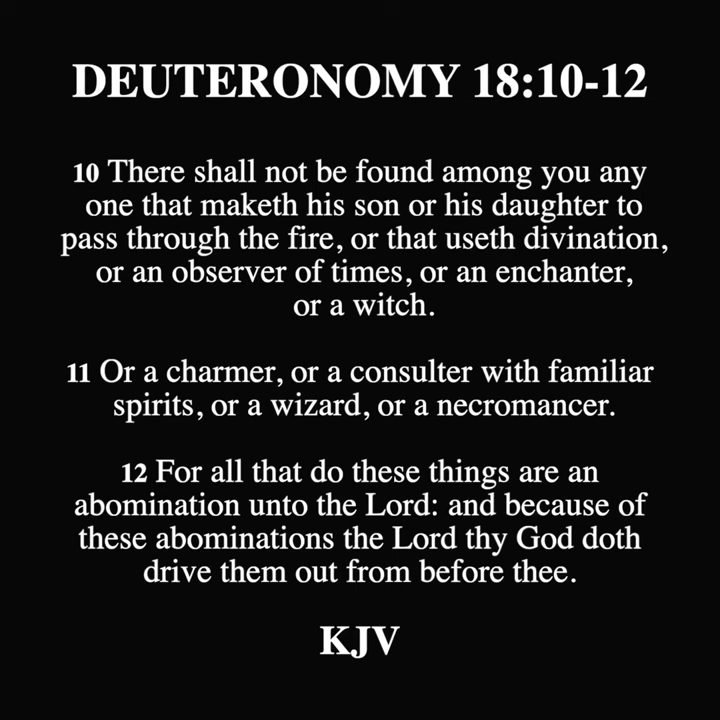 DEUTERONOMY 18:10-12
10 There shall not be found among you any
one that maketh his son or his daughter to
pass through the fire, or that useth divination,
or an observer of times, or an enchanter,
or a witch.
11 Or a charmer, or a consulter with familiar
spirits, or a wizard, or a necromancer.
12 For all that do these things are an
abomination unto the Lord: and because of
these abominations the Lord thy God doth
drive them out from before thee.
KJV